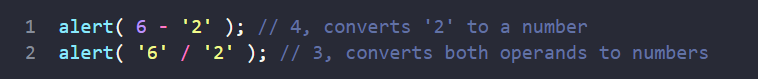 1 alert( 6 - '2' ); // 4, converts '2' to a number
2 alert( '6' / '2' ); // 3, converts both operands to numbers